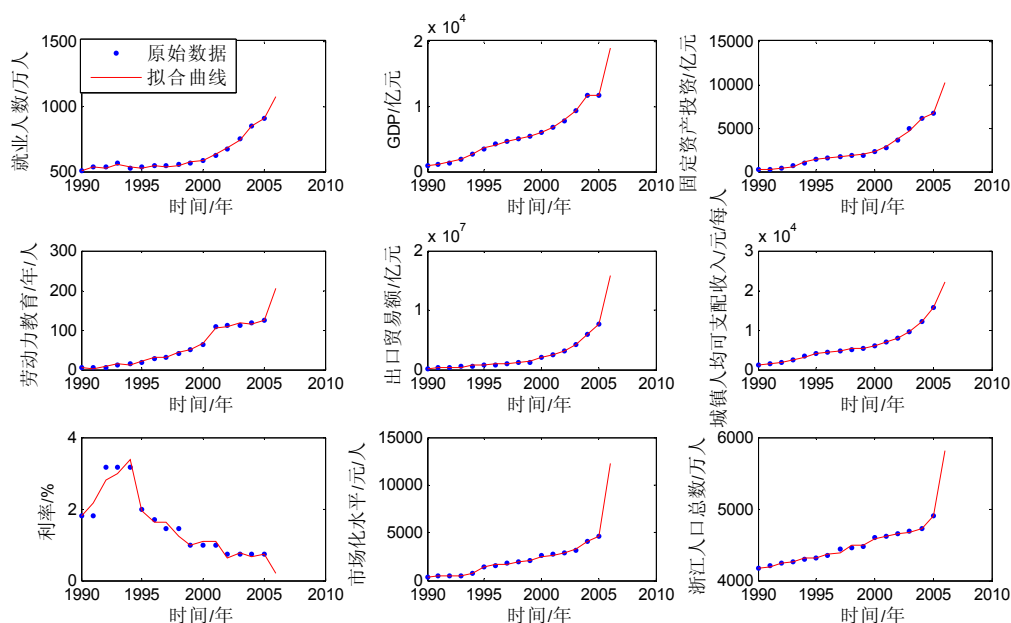 就业人数/万人
1500
1000
500
原始数据
拟合曲线
1990 1995 2000 2005 2010
时间/年
GDP/亿元
x 10^4
2
1
0
1990 1995 2000 2005 2010
时间/年
固定资产投资/亿元
15000
10000
5000
0
1990 1995 2000 2005 2010
时间/年
劳动力教育/年/人
300
200
100
0
1990 1995 2000 2005 2010
时间/年
出口贸易额/亿元
x 10^7
2
1
0
1990 1995 2000 2005 2010
时间/年
城镇人均可支配收入/元/每人
x 10^4
3
2
1
0
1990 1995 2000 2005 2010
时间/年
利率/%
4
2
0
1990 1995 2000 2005 2010
时间/年
市场化水平/元/人
15000
10000
5000
0
1990 1995 2000 2005 2010
时间/年
浙江人口总数/万人
6000
5000
4000
1990 1995 2000 2005 2010
时间/年